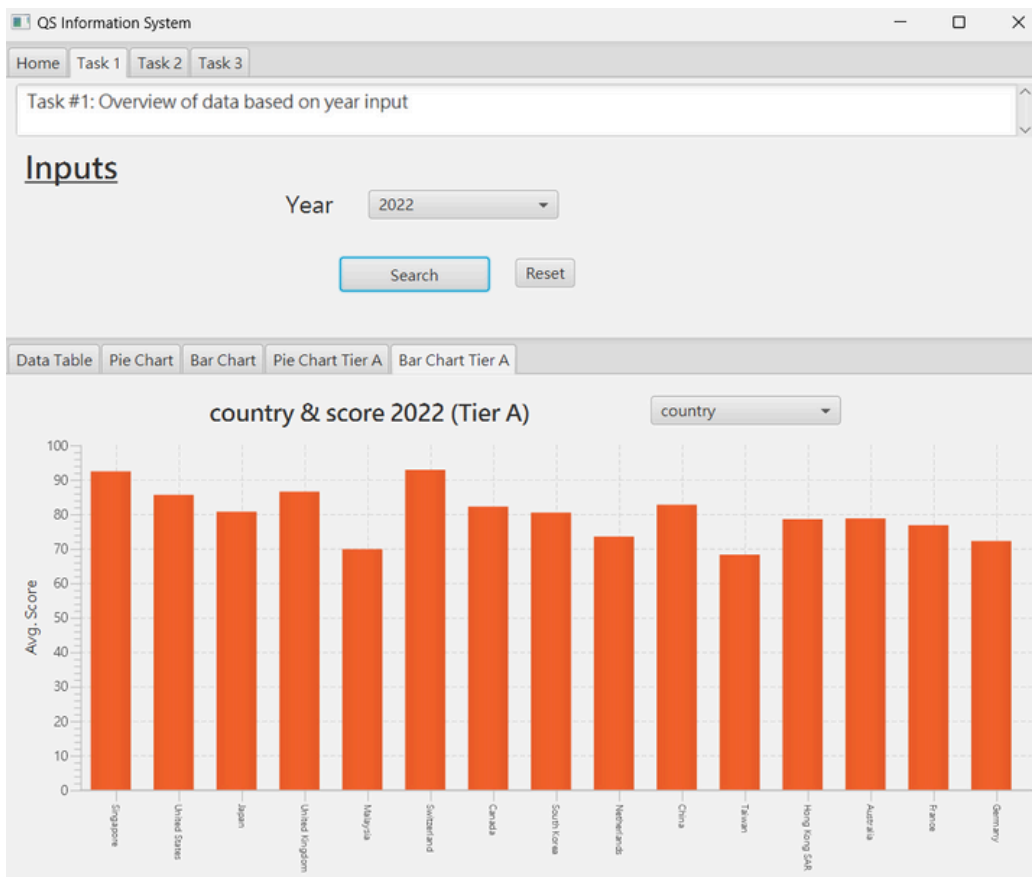 QS Information System
Home Task 1 Task 2 Task 3
Task #1: Overview of data based on year input
Inputs
Year 2022
Search Reset
Data Table Pie Chart Bar Chart Pie Chart Tier A Bar Chart Tier A
country & score 2022 (Tier A) country
100
90
80
70
60
50
40
30
20
10
0
Avg. Score
Singapore
United States
Japan
United Kingdom
Malaysia
Switzerland
Canada
South Korea
Netherlands
China
Taiwan
Hong Kong SAR
Australia
France
Germany